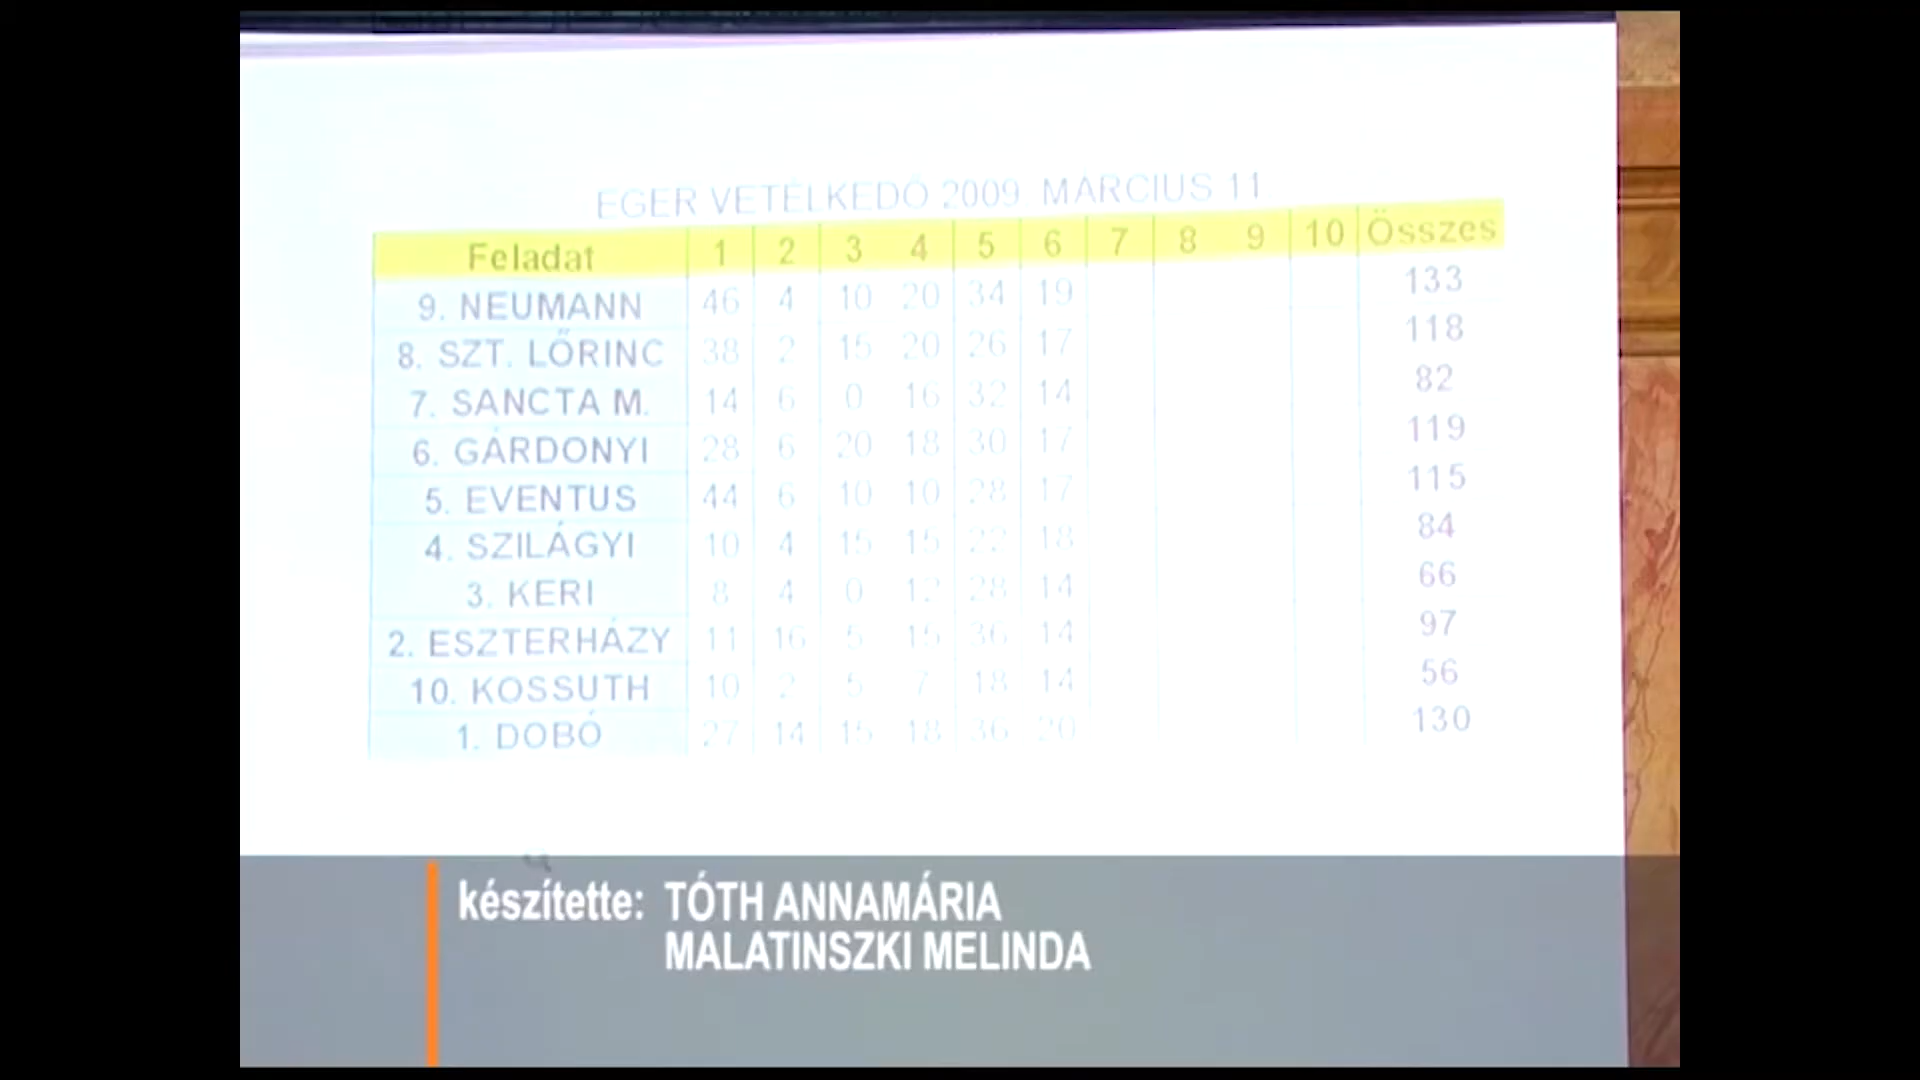 EGER VETÉLKEDŐ 2009. MÁRCIUS 11.
Feladat 1 2 3 4 5 6 7 8 9 10 Összes
9. NEUMANN 46 4 10 20 34 19 133
8. SZT. LŐRINC 38 2 15 20 26 17 118
7. SANCTA M. 14 6 0 16 32 14 82
6. GÁRDONYI 28 6 20 18 30 17 119
5. EVENTUS 44 6 10 10 28 17 115
4. SZILÁGYI 10 4 15 15 22 18 84
3. KERI 8 4 0 12 28 14 66
2. ESZTERHÁZY 11 16 5 15 36 14 97
10. KOSSUTH 10 2 5 7 18 14 56
1. DOBÓ 27 14 15 18 36 20 130
készítette: TÓTH ANNAMÁRIA
MALATINSZKI MELINDA